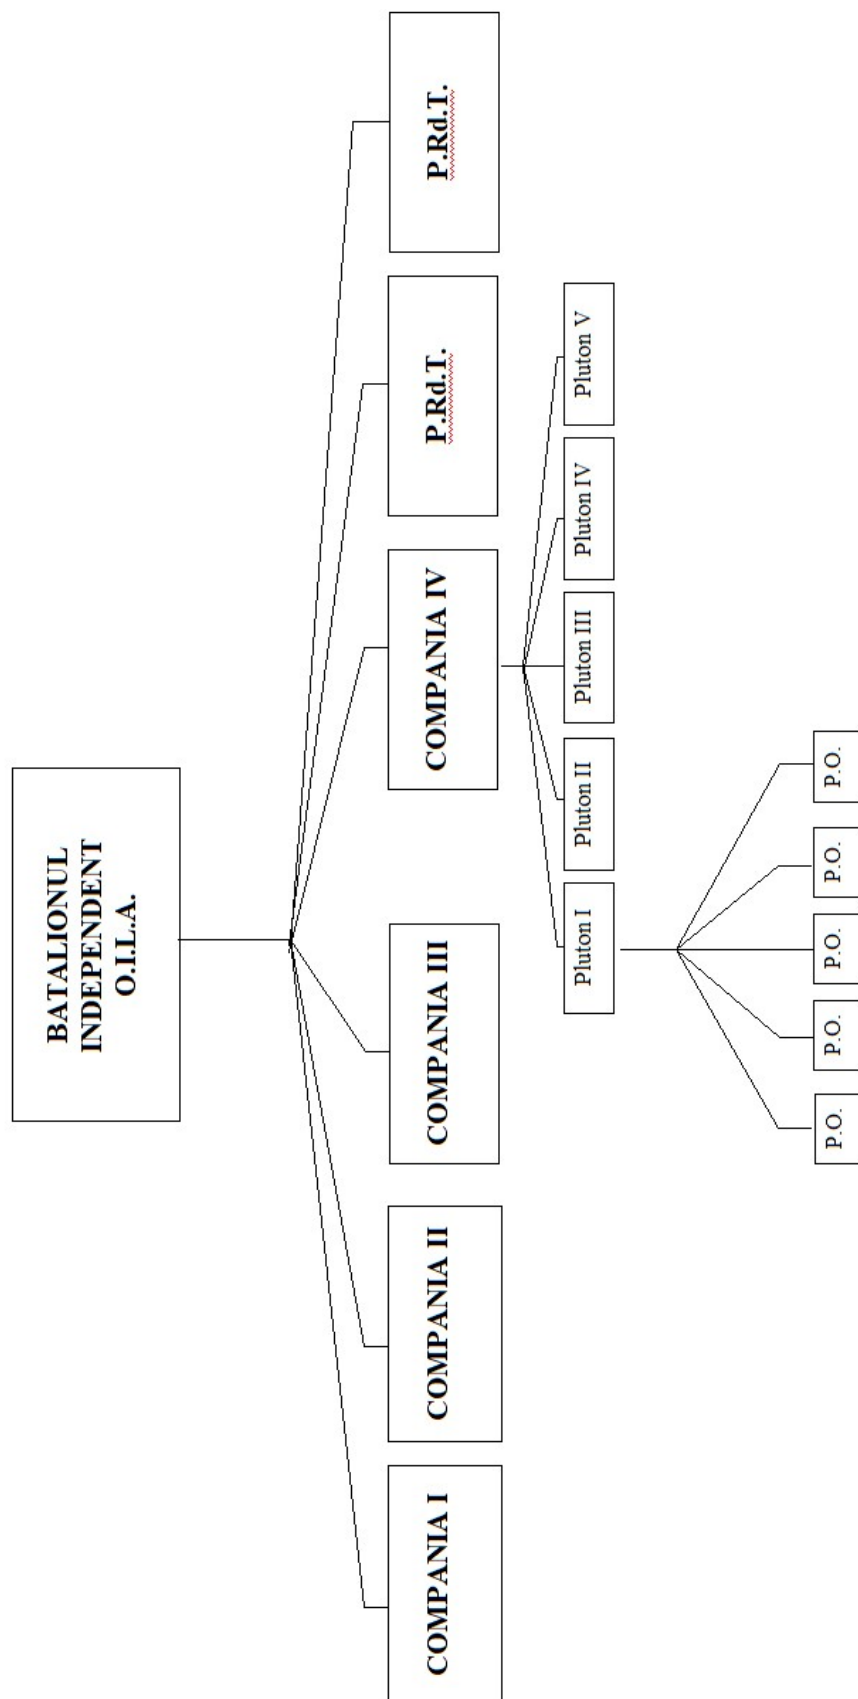 BATALIONUL
INDEPENDENT
O.I.L.A.
COMPANIA I
COMPANIA II
COMPANIA III
COMPANIA IV
P.Rd.T.
P.Rd.T.
Pluton I
Pluton II
Pluton III
Pluton IV
Pluton V
P.O.
P.O.
P.O.
P.O.
P.O.